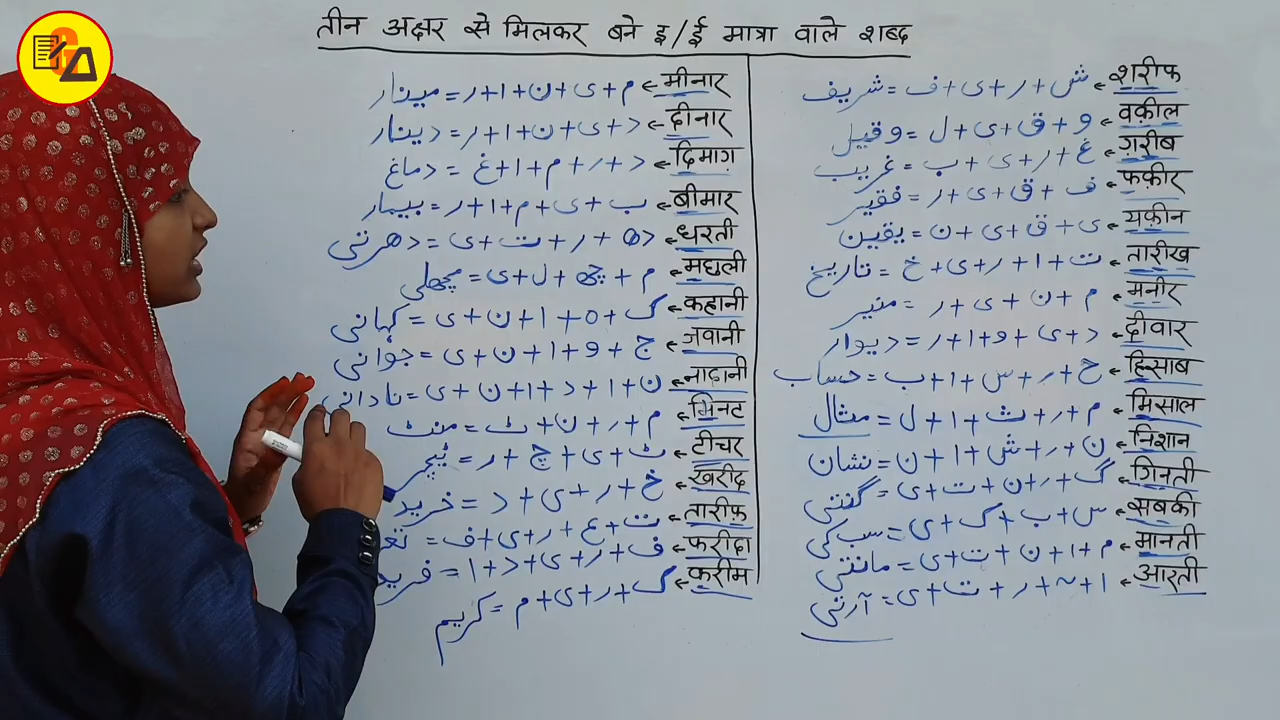 तीन अक्षर से मिलकर बने इ/ई मात्रा वाले शब्द
शरीफ ← ش+ر+ی+ف=شریف
वक़ील ← و+ق+ی+ل=وقیل
ग़रीब ← غ+ر+ی+ب=غریب
फक़ीर ← ف+ق+ی+ر=فقیر
यक़ीन ← ی+ق+ی+ن=یقین
तारीख़ ← ت+ا+ر+ی+خ=تاریخ
मनीर ← م+ن+ی+ر=منیر
दीवार ← د+ی+و+ا+ر=دیوار
हिसाब ← ح+ر+س+ا+ب=حساب
मिसाल ← م+ر+ث+ا+ل=مثال
निशान ← ن+ر+ش+ا+ن=نشان
गिनती ← گ+ر+ن+ت+ی=گنتی
सबकी ← س+ب+ک+ی=سب کی
मानती ← م+ا+ن+ت+ی=مانتی
आरती ← ا+~+ر+ت+ی=آرتی
मीनार ← م+ی+ن+ا+ر=مینار
दीनार ← د+ی+ن+ا+ر=دینار
दिमाग़ ← د+ر+م+ا+غ=دماغ
बीमार ← ب+ی+م+ا+ر=بیمار
धरती ← دھ+ر+ت+ی=دھرتی
मछली ← م+چھ+ل+ی=مچھلی
कहानी ← ک+ہ+ا+ن+ی=کہانی
जवानी ← ج+و+ا+ن+ی=جوانی
नादानी ← ن+ا+د+ا+ن+ی=نادانی
मिनट ← م+ر+ن+ٹ=منٹ
टीचर ← ٹ+ی+چ+ر=ٹیچر
ख़रीद ← خ+ر+ی+د=خرید
तारीफ़ ← ت+ع+ر+ی+ف=
फरीदा ← ف+ر+ی+د+ا=
करीम ← ک+ر+ی+م=کریم